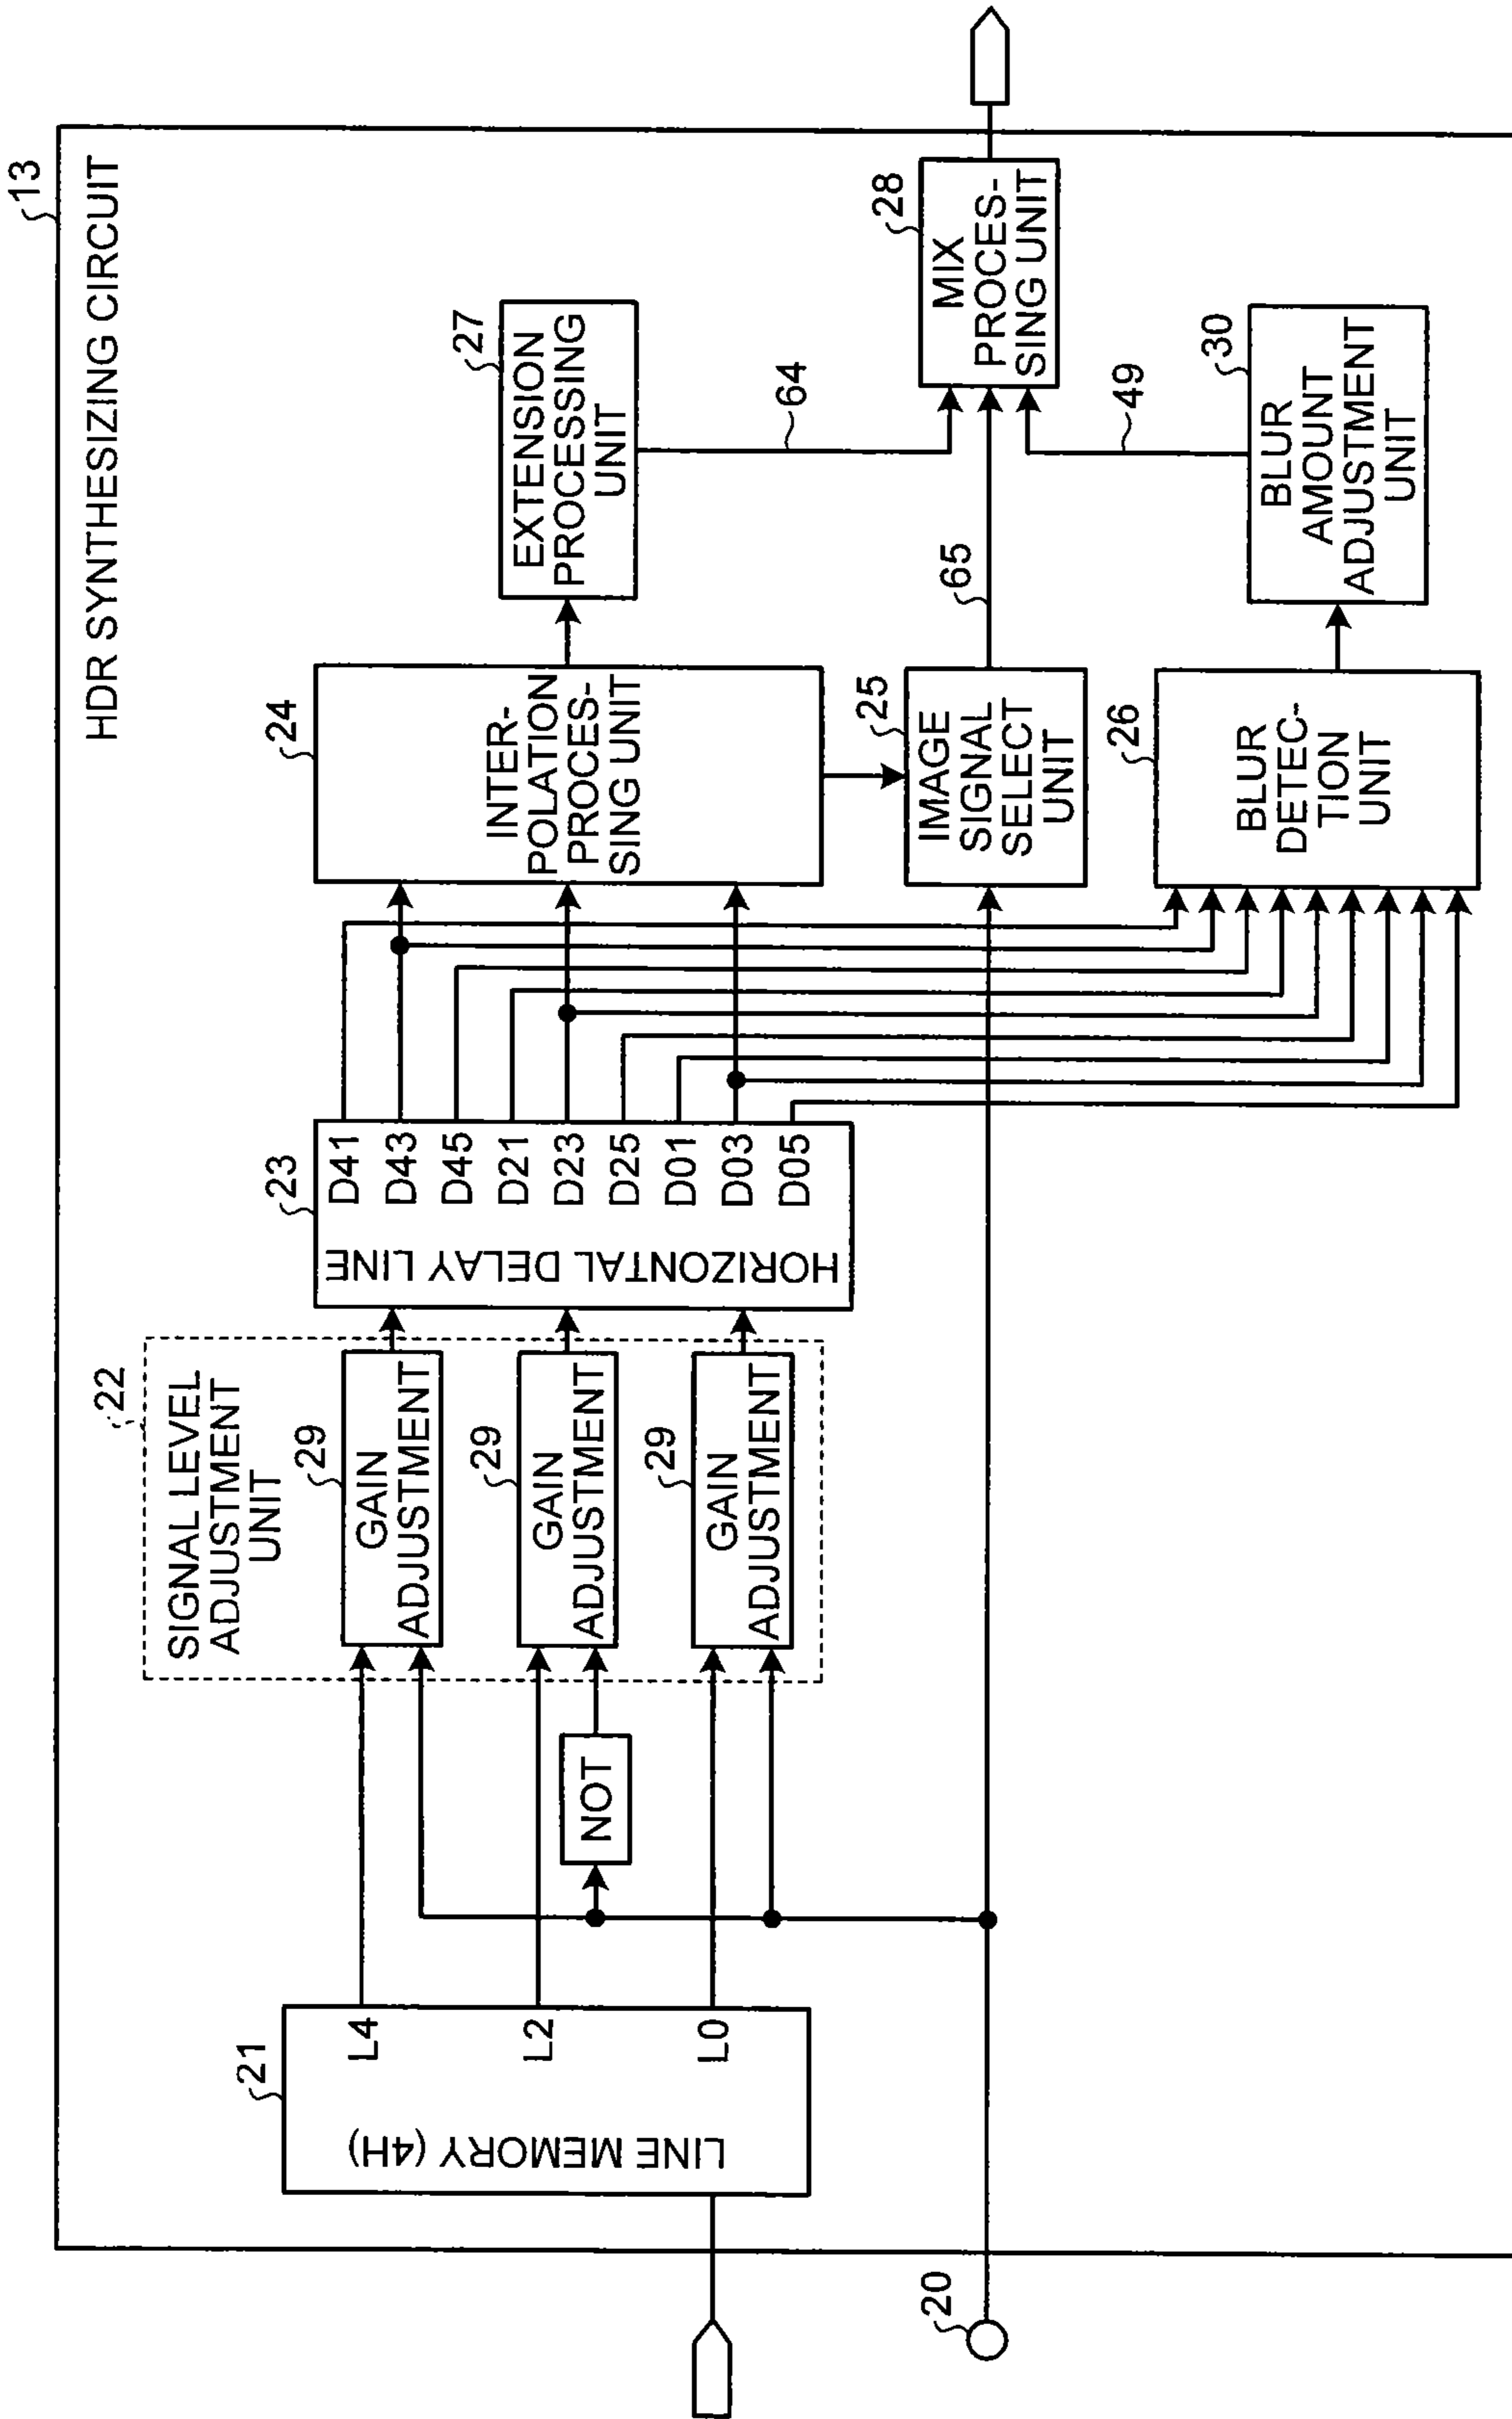 13
HDR SYNTHESIZING CIRCUIT
21
LINE MEMORY (4H)
L4
L2
L0
20
NOT
22
SIGNAL LEVEL
ADJUSTMENT
UNIT
29
GAIN
ADJUSTMENT
29
GAIN
ADJUSTMENT
29
GAIN
ADJUSTMENT
23
HORIZONTAL DELAY LINE
D41
D43
D45
D21
D23
D25
D01
D03
D05
24
INTER-
POLATION
PROCES-
SING UNIT
25
IMAGE
SIGNAL
SELECT
UNIT
26
BLUR
DETEC-
TION
UNIT
27
EXTENSION
PROCESSING
UNIT
64
65
49
28
MIX
PROCES-
SING UNIT
30
BLUR
AMOUNT
ADJUSTMENT
UNIT